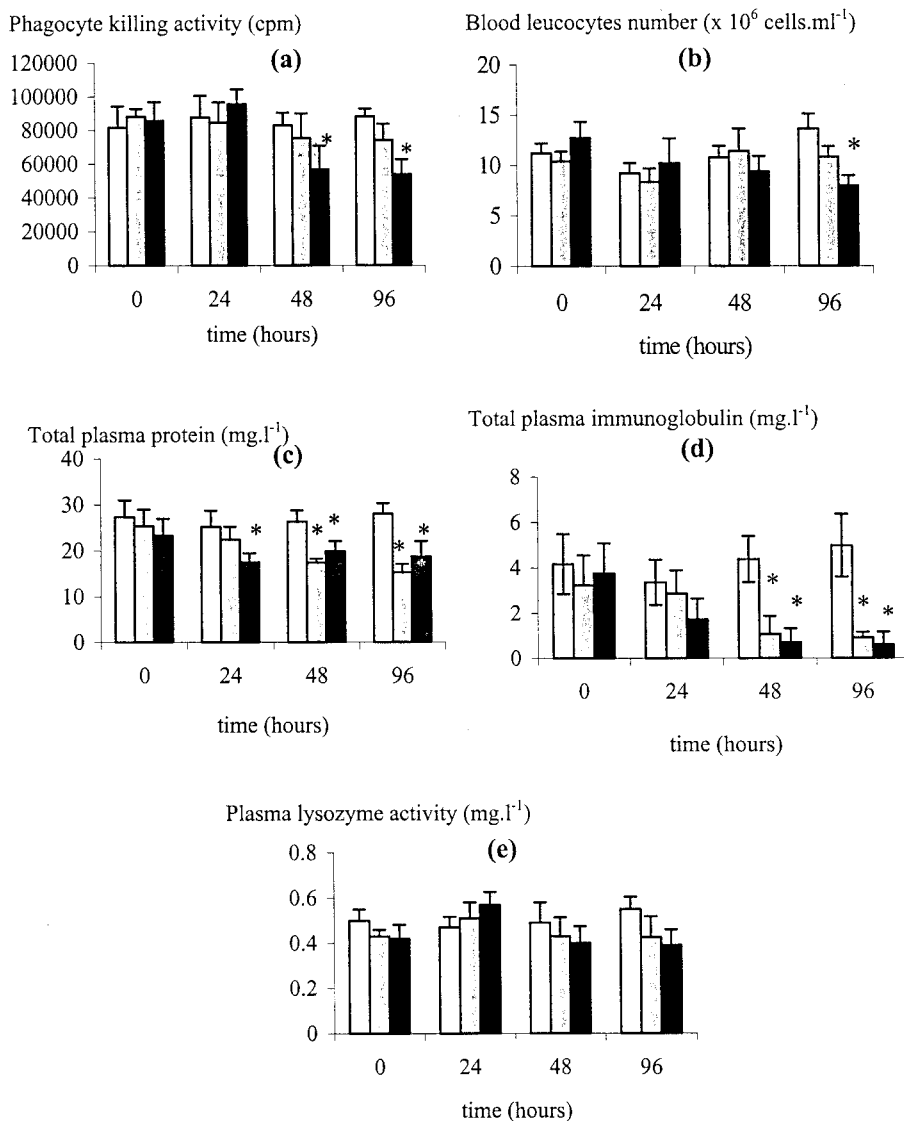 Phagocyte killing activity (cpm)
(a)
120000
100000
80000
60000
40000
20000
0
* *
0 24 48 96
time (hours)
Blood leucocytes number (x 10⁶ cells.ml⁻¹)
(b)
20
15
10
5
0
*
0 24 48 96
time (hours)
Total plasma protein (mg.l⁻¹)
(c)
40
30
20
10
0
* * * * * *
0 24 48 96
time (hours)
Total plasma immunoglobulin (mg.l⁻¹)
(d)
8
6
4
2
0
* * * *
0 24 48 96
time (hours)
Plasma lysozyme activity (mg.l⁻¹)
(e)
0.8
0.6
0.4
0.2
0
0 24 48 96
time (hours)